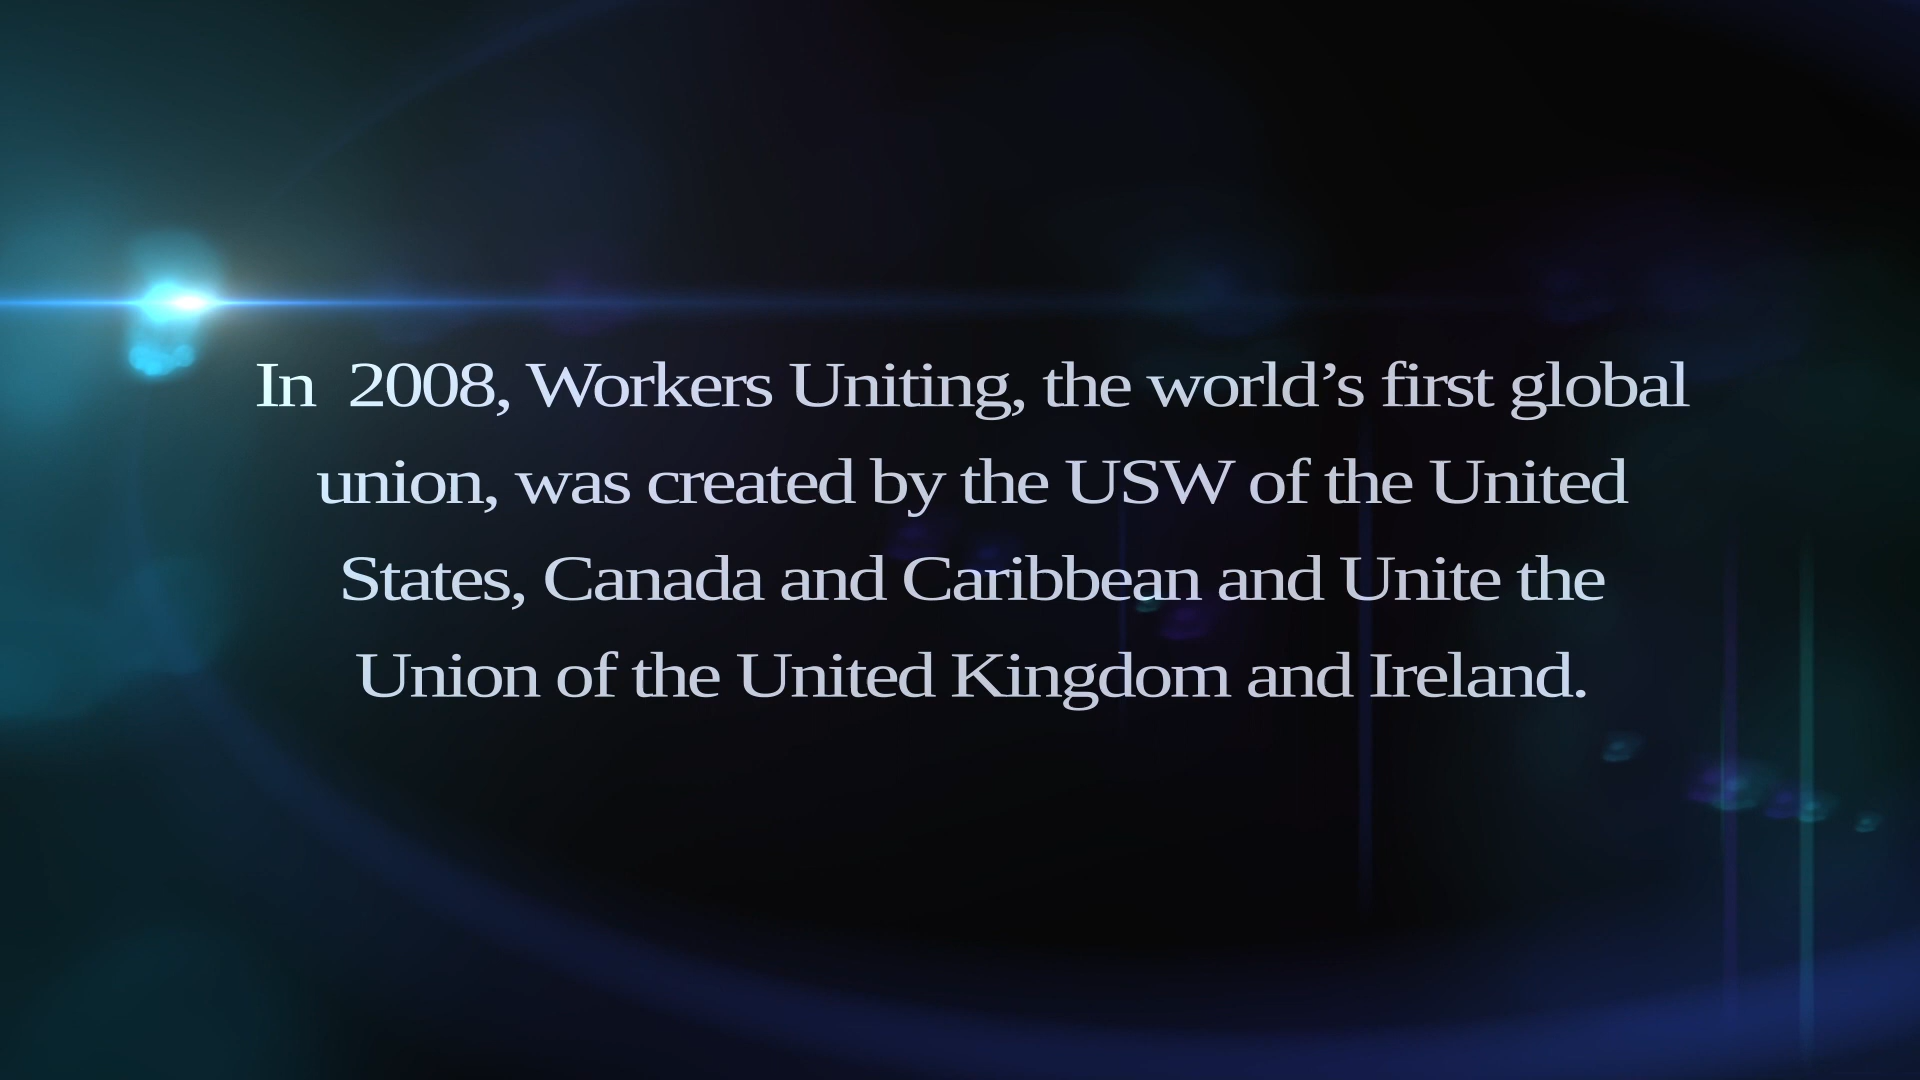 In  2008, Workers Uniting, the world’s first global
union, was created by the USW of the United
States, Canada and Caribbean and Unite the
Union of the United Kingdom and Ireland.